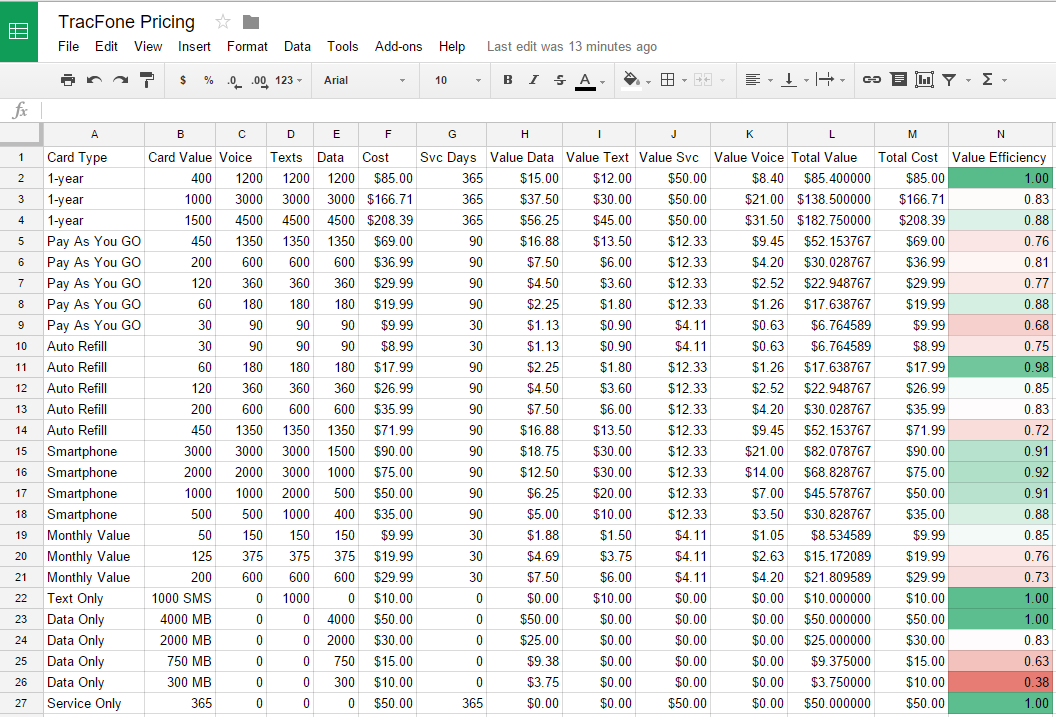 TracFone Pricing
File Edit View Insert Format Data Tools Add-ons Help Last edit was 13 minutes ago
$ % .0 .00 123 Arial 10 B I S A Σ
fx
A B C D E F G H I J K L M N
1 Card Type Card Value Voice Texts Data Cost Svc Days Value Data Value Text Value Svc Value Voice Total Value Total Cost Value Efficiency
2 1-year 400 1200 1200 1200 $85.00 365 $15.00 $12.00 $50.00 $8.40 $85.400000 $85.00 1.00
3 1-year 1000 3000 3000 3000 $166.71 365 $37.50 $30.00 $50.00 $21.00 $138.500000 $166.71 0.83
4 1-year 1500 4500 4500 4500 $208.39 365 $56.25 $45.00 $50.00 $31.50 $182.750000 $208.39 0.88
5 Pay As You GO 450 1350 1350 1350 $69.00 90 $16.88 $13.50 $12.33 $9.45 $52.153767 $69.00 0.76
6 Pay As You GO 200 600 600 600 $36.99 90 $7.50 $6.00 $12.33 $4.20 $30.028767 $36.99 0.81
7 Pay As You GO 120 360 360 360 $29.99 90 $4.50 $3.60 $12.33 $2.52 $22.948767 $29.99 0.77
8 Pay As You GO 60 180 180 180 $19.99 90 $2.25 $1.80 $12.33 $1.26 $17.638767 $19.99 0.88
9 Pay As You GO 30 90 90 90 $9.99 30 $1.13 $0.90 $4.11 $0.63 $6.764589 $9.99 0.68
10 Auto Refill 30 90 90 90 $8.99 30 $1.13 $0.90 $4.11 $0.63 $6.764589 $8.99 0.75
11 Auto Refill 60 180 180 180 $17.99 90 $2.25 $1.80 $12.33 $1.26 $17.638767 $17.99 0.98
12 Auto Refill 120 360 360 360 $26.99 90 $4.50 $3.60 $12.33 $2.52 $22.948767 $26.99 0.85
13 Auto Refill 200 600 600 600 $35.99 90 $7.50 $6.00 $12.33 $4.20 $30.028767 $35.99 0.83
14 Auto Refill 450 1350 1350 1350 $71.99 90 $16.88 $13.50 $12.33 $9.45 $52.153767 $71.99 0.72
15 Smartphone 3000 3000 3000 1500 $90.00 90 $18.75 $30.00 $12.33 $21.00 $82.078767 $90.00 0.91
16 Smartphone 2000 2000 3000 1000 $75.00 90 $12.50 $30.00 $12.33 $14.00 $68.828767 $75.00 0.92
17 Smartphone 1000 1000 2000 500 $50.00 90 $6.25 $20.00 $12.33 $7.00 $45.578767 $50.00 0.91
18 Smartphone 500 500 1000 400 $35.00 90 $5.00 $10.00 $12.33 $3.50 $30.828767 $35.00 0.88
19 Monthly Value 50 150 150 150 $9.99 30 $1.88 $1.50 $4.11 $1.05 $8.534589 $9.99 0.85
20 Monthly Value 125 375 375 375 $19.99 30 $4.69 $3.75 $4.11 $2.63 $15.172089 $19.99 0.76
21 Monthly Value 200 600 600 600 $29.99 30 $7.50 $6.00 $4.11 $4.20 $21.809589 $29.99 0.73
22 Text Only 1000 SMS 0 1000 0 $10.00 0 $0.00 $10.00 $0.00 $0.00 $10.000000 $10.00 1.00
23 Data Only 4000 MB 0 0 4000 $50.00 0 $50.00 $0.00 $0.00 $0.00 $50.000000 $50.00 1.00
24 Data Only 2000 MB 0 0 2000 $30.00 0 $25.00 $0.00 $0.00 $0.00 $25.000000 $30.00 0.83
25 Data Only 750 MB 0 0 750 $15.00 0 $9.38 $0.00 $0.00 $0.00 $9.375000 $15.00 0.63
26 Data Only 300 MB 0 0 300 $10.00 0 $3.75 $0.00 $0.00 $0.00 $3.750000 $10.00 0.38
27 Service Only 365 0 0 0 $50.00 365 $0.00 $0.00 $50.00 $0.00 $50.000000 $50.00 1.00